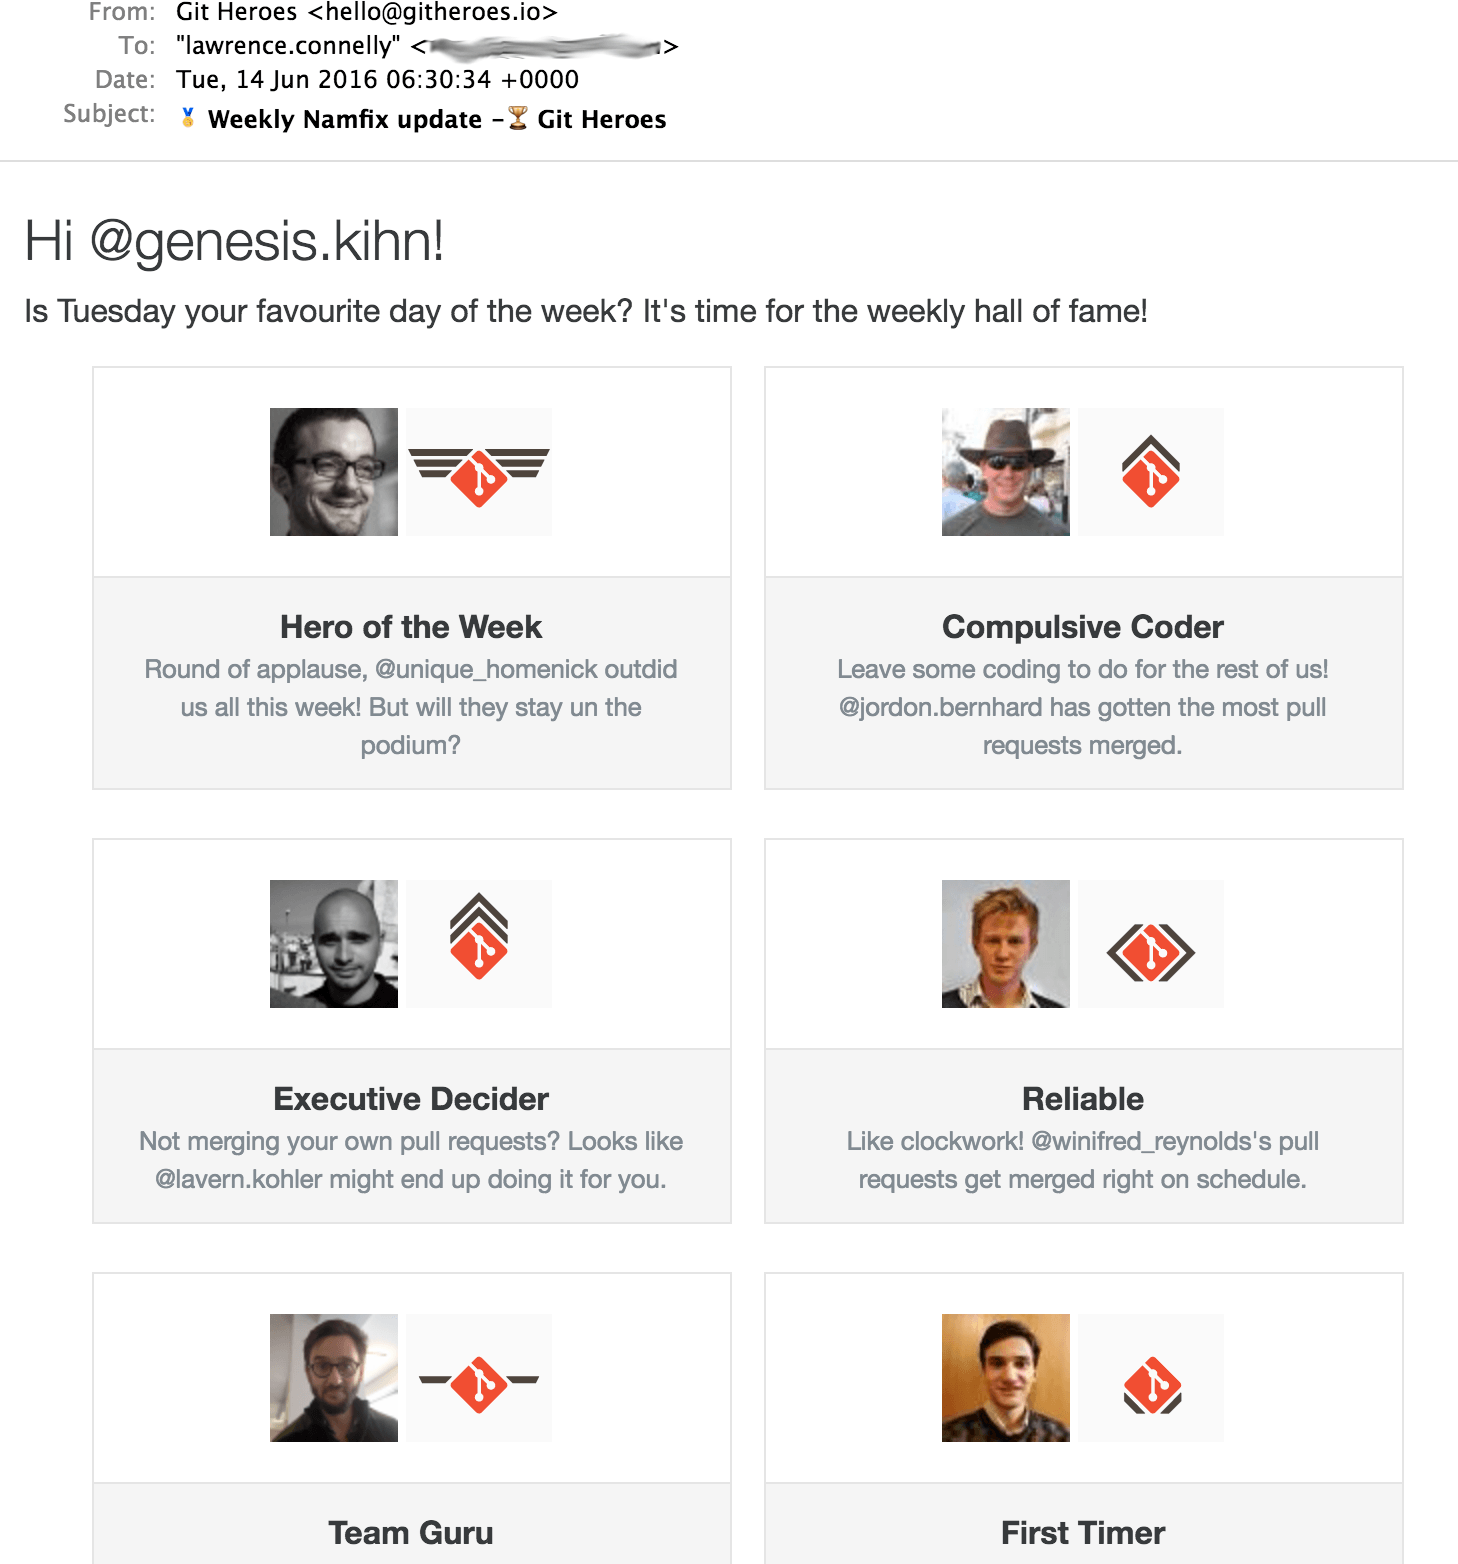 From: Git Heroes <hello@githeroes.io>
To: "lawrence.connelly" < >
Date: Tue, 14 Jun 2016 06:30:34 +0000
Subject: 🏅 Weekly Namfix update -🏆 Git Heroes
Hi @genesis.kihn!
Is Tuesday your favourite day of the week? It's time for the weekly hall of fame!
Hero of the Week
Round of applause, @unique_homenick outdid
us all this week! But will they stay un the
podium?
Compulsive Coder
Leave some coding to do for the rest of us!
@jordon.bernhard has gotten the most pull
requests merged.
Executive Decider
Not merging your own pull requests? Looks like
@lavern.kohler might end up doing it for you.
Reliable
Like clockwork! @winifred_reynolds's pull
requests get merged right on schedule.
Team Guru
First Timer